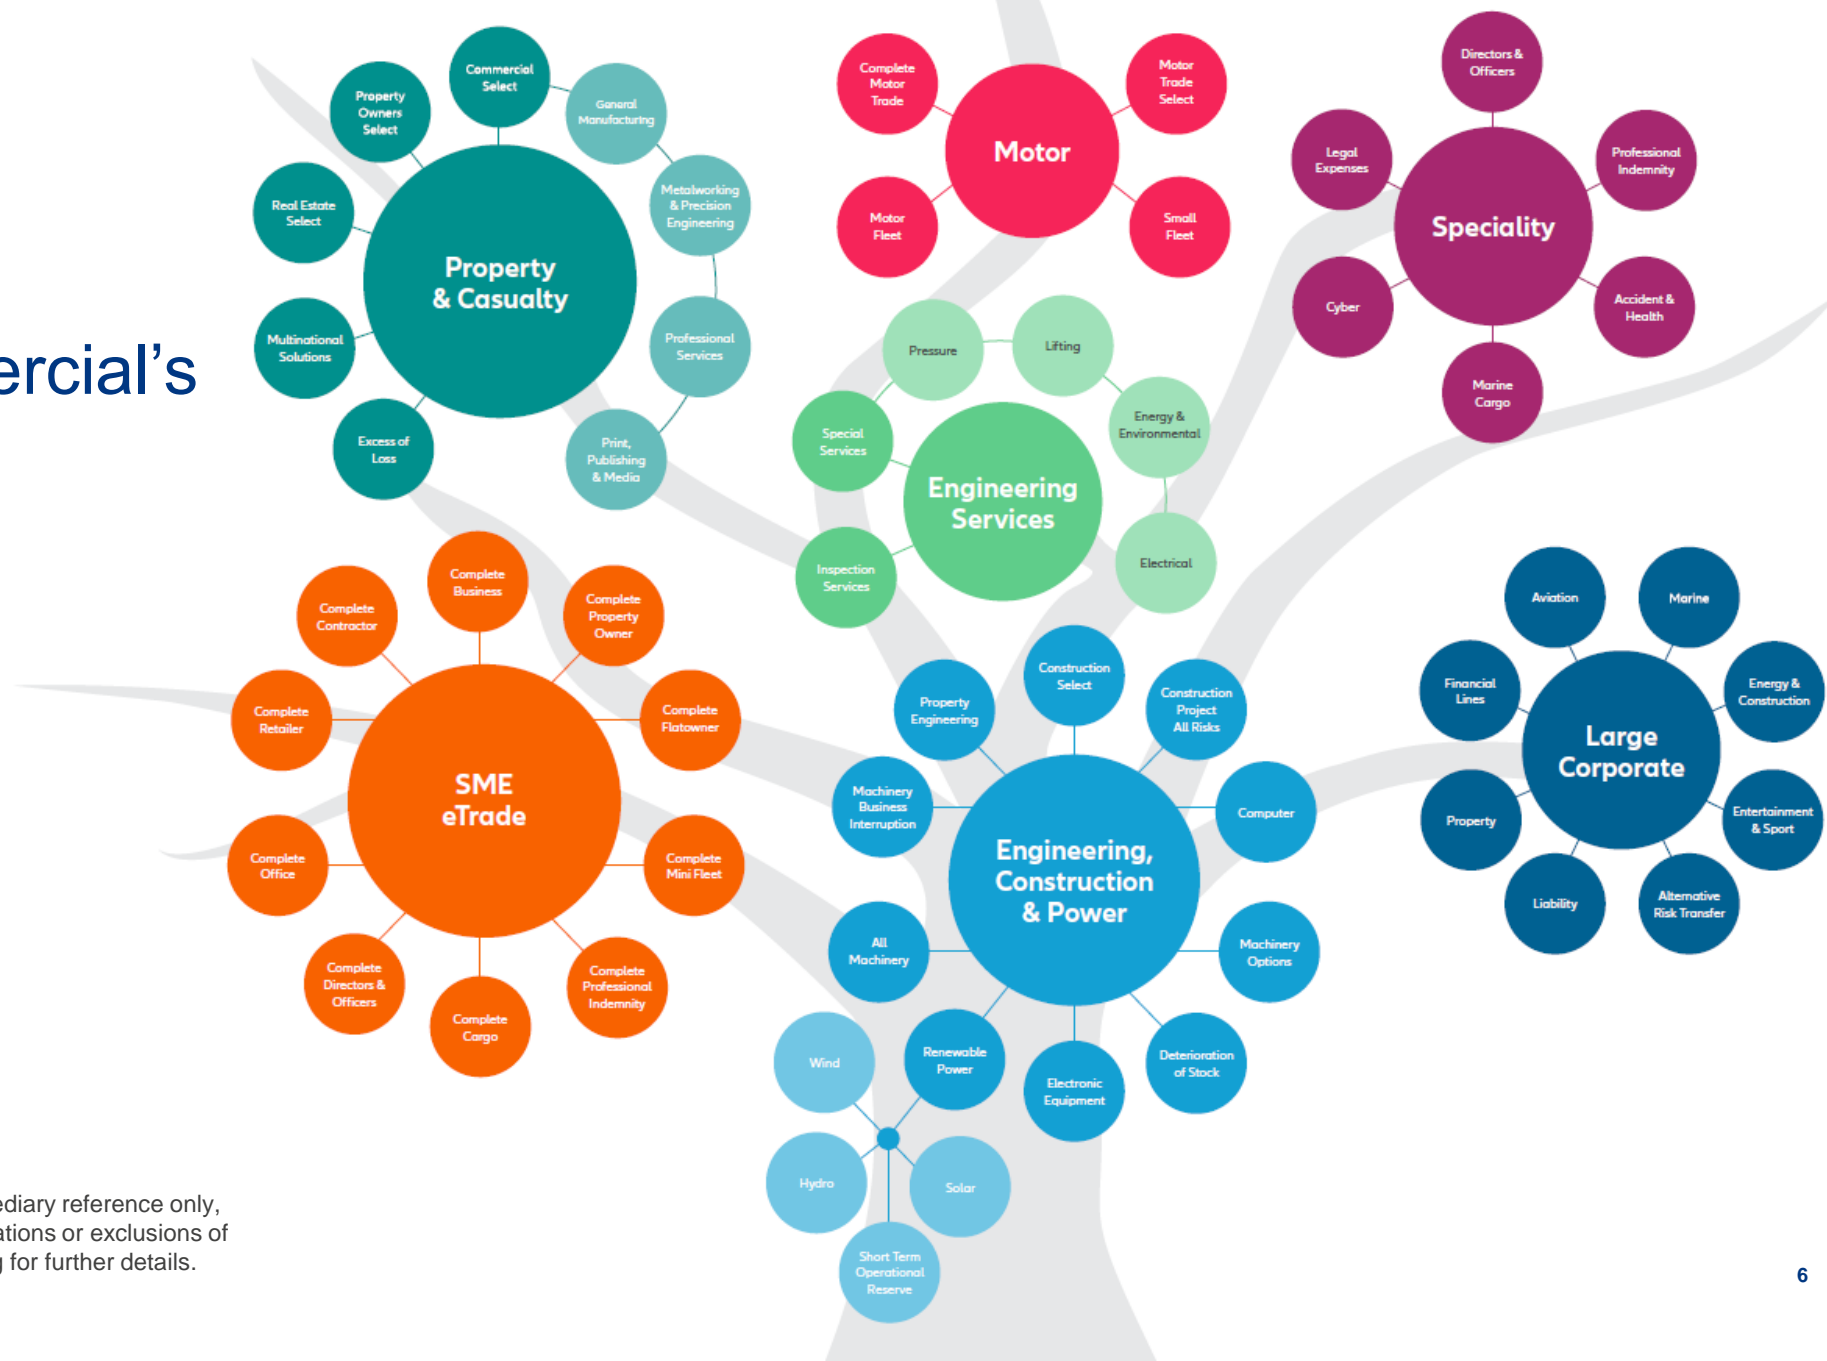 ercial's
ediary reference only,
ations or exclusions of
g for further details.
Property
& Casualty
Commercial
Select
General
Manufacturing
Metalworking
& Precision
Engineering
Professional
Services
Print,
Publishing
& Media
Excess of
Loss
Multinational
Solutions
Real Estate
Select
Property
Owners
Select
Motor
Complete
Motor
Trade
Motor
Trade
Select
Motor
Fleet
Small
Fleet
Speciality
Directors &
Officers
Professional
Indemnity
Accident &
Health
Marine
Cargo
Cyber
Legal
Expenses
Engineering
Services
Pressure
Lifting
Energy &
Environmental
Electrical
Special
Services
Inspection
Services
SME
eTrade
Complete
Business
Complete
Property
Owner
Complete
Flatowner
Complete
Mini Fleet
Complete
Professional
Indemnity
Complete
Cargo
Complete
Directors &
Officers
Complete
Office
Complete
Retailer
Complete
Contractor
Engineering,
Construction
& Power
Construction
Select
Construction
Project
All Risks
Computer
Machinery
Options
Deterioration
of Stock
Electronic
Equipment
Renewable
Power
Wind
Hydro
Solar
Short Term
Operational
Reserve
All
Machinery
Machinery
Business
Interruption
Property
Engineering
Large
Corporate
Aviation
Marine
Energy &
Construction
Entertainment
& Sport
Alternative
Risk Transfer
Liability
Property
Financial
Lines
6